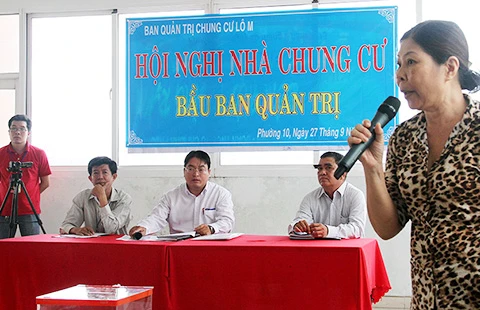 BAN QUẢN TRỊ CHUNG CƯ LÔ M
HỘI NGHỊ NHÀ CHUNG CƯ
BẦU BAN QUẢN TRỊ
Phường 10, Ngày 27 Tháng 9 N